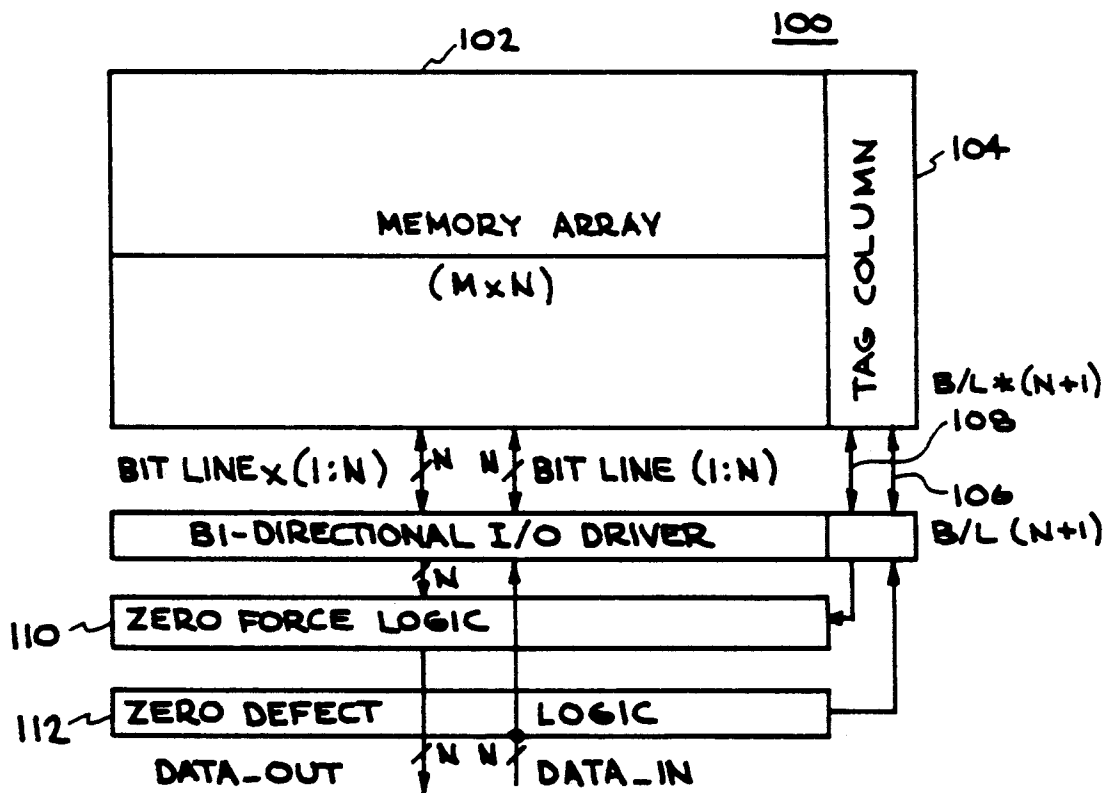 100
102
104
MEMORY ARRAY
(MxN)
TAG COLUMN
B/L*(N+1)
108
BIT LINEx(1:N)
N
N
BIT LINE (1:N)
106
BI-DIRECTIONAL I/O DRIVER
B/L (N+1)
N
110
ZERO FORCE LOGIC
112
ZERO DEFECT LOGIC
N
N
DATA_OUT
DATA_IN